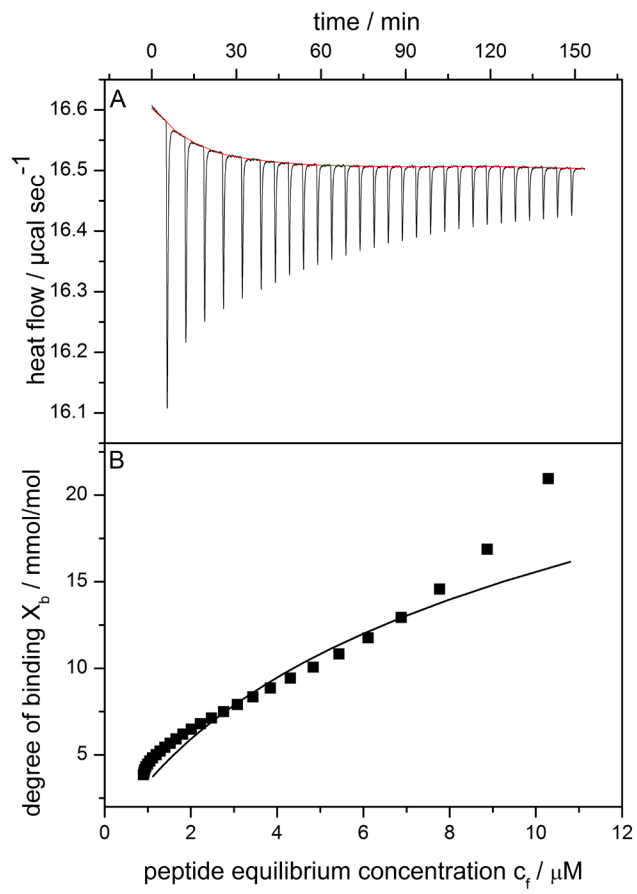 time / min
0 30 60 90 120 150
A
16.6
16.5
16.4
16.3
16.2
16.1
heat flow / µcal sec⁻¹
B
20
15
10
5
degree of binding X_b / mmol/mol
0 2 4 6 8 10 12
peptide equilibrium concentration c_f / µM